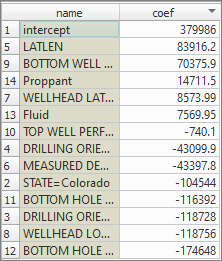 name coef
1 intercept 379986
5 LATLEN 83916.2
9 BOTTOM WELL ... 70375.9
14 Proppant 14711.5
7 WELLHEAD LAT... 8573.99
13 Fluid 7569.95
10 TOP WELL PERF... -740.1
4 DRILLING ORIE... -43099.9
6 MEASURED DE... -43397.8
2 STATE=Colorado -104544
11 BOTTOM HOLE ... -116392
3 DRILLING ORIE... -118728
8 WELLHEAD LO... -118756
12 BOTTOM HOLE ... -174648